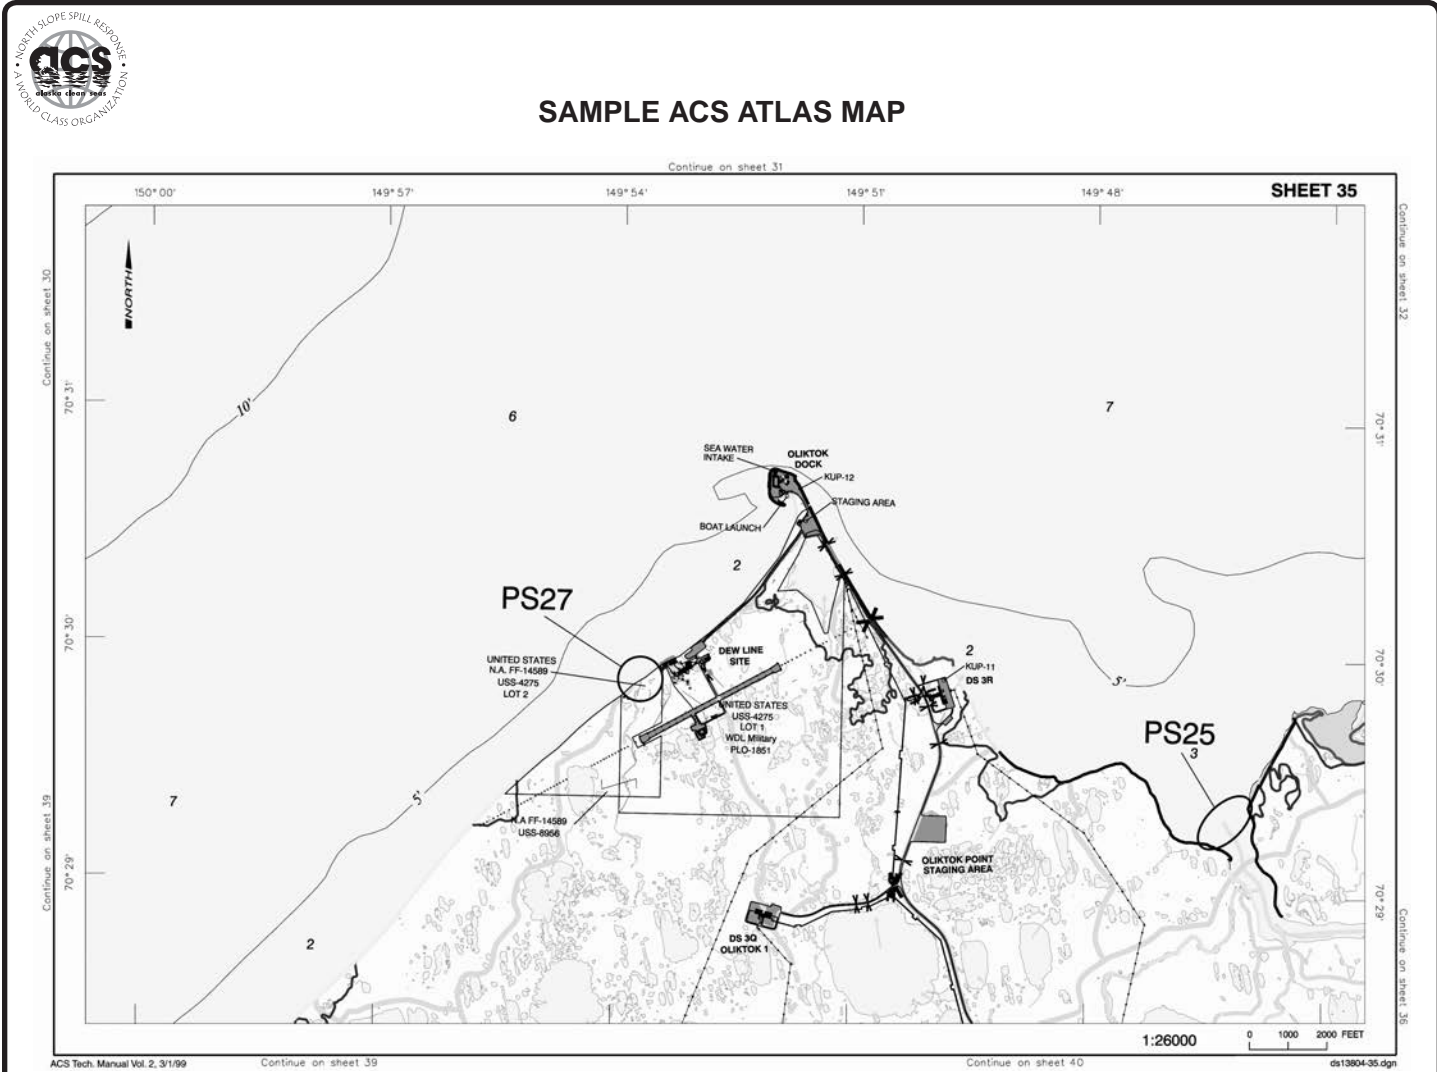 • NORTH SLOPE SPILL RESPONSE •
acs
alaska clean seas
A WORLD CLASS ORGANIZATION
SAMPLE ACS ATLAS MAP
Continue on sheet 31
150° 00'
149° 57'
149° 54'
149° 51'
149° 48'
SHEET 35
Continue on sheet 30
Continue on sheet 32
NORTH
70° 31'
70° 31'
10'
6
7
SEA WATER
INTAKE
OLIKTOK
DOCK
KUP-12
STAGING AREA
BOAT LAUNCH
2
PS27
70° 30'
70° 30'
UNITED STATES
N.A. FF-14589
USS-4275
LOT 2
DEW LINE
SITE
2
KUP-11
DS 3R
5'
UNITED STATES
USS-4275
LOT 1
WDL Military
PLO-1851
PS25
3
7
5'
N.A FF-14589
USS-8956
Continue on sheet 39
70° 29'
70° 29'
OLIKTOK POINT
STAGING AREA
DS 3Q
OLIKTOK 1
2
Continue on sheet 36
1:26000
0 1000 2000 FEET
ACS Tech. Manual Vol. 2, 3/1/99
Continue on sheet 39
Continue on sheet 40
ds13804-35.dgn